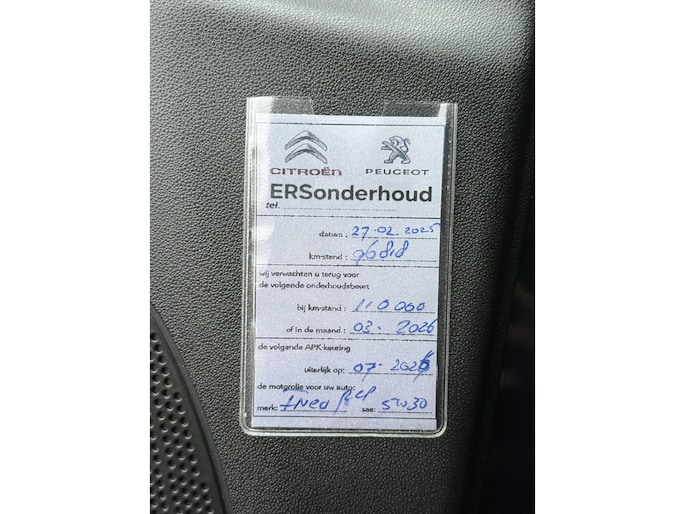 CITROËN PEUGEOT
ERSonderhoud
tel.
datum : 27-02-2025
km-stand : 96818
wij verwachten u terug voor
de volgende onderhoudsbeurt
bij km-stand : 110 000
of in de maand : 03-2026
de volgende APK-keuring
uiterlijk op: 07-2026
de motorolie voor uw auto:
merk: Ineo sae: 5w30